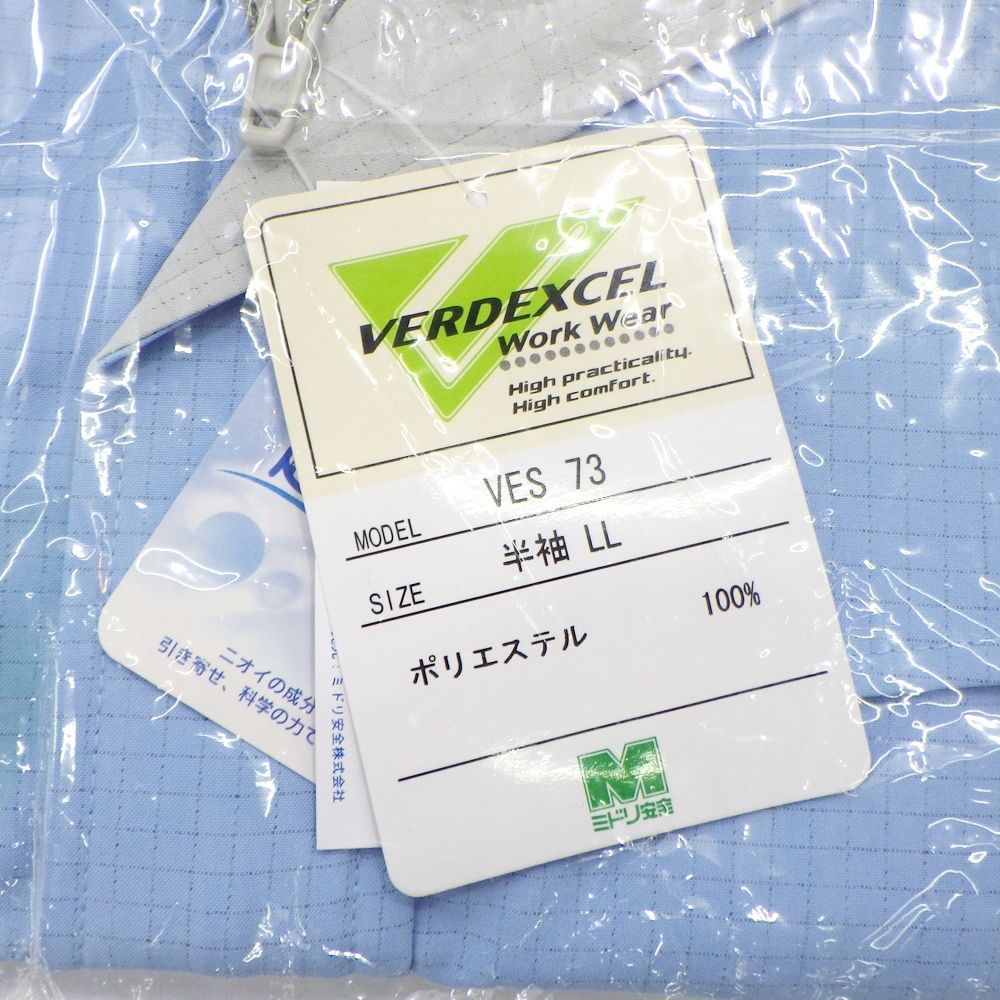 VERDEXCEL
Work Wear
High practicality.
High comfort.
MODEL VES 73
SIZE 半袖 LL
ポリエステル 100%
M
ミドリ安全
ニオイの成分
引き寄せ、科学の力で
ミドリ安全株式会社